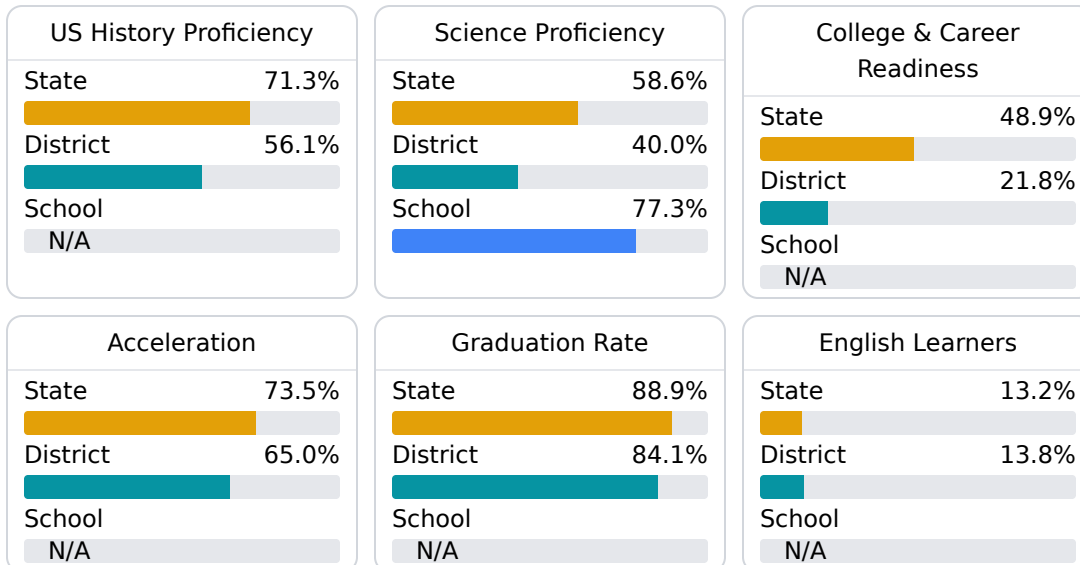 US History Proficiency
State 71.3%
District 56.1%
School
N/A
Science Proficiency
State 58.6%
District 40.0%
School 77.3%
College & Career
Readiness
State 48.9%
District 21.8%
School
N/A
Acceleration
State 73.5%
District 65.0%
School
N/A
Graduation Rate
State 88.9%
District 84.1%
School
N/A
English Learners
State 13.2%
District 13.8%
School
N/A